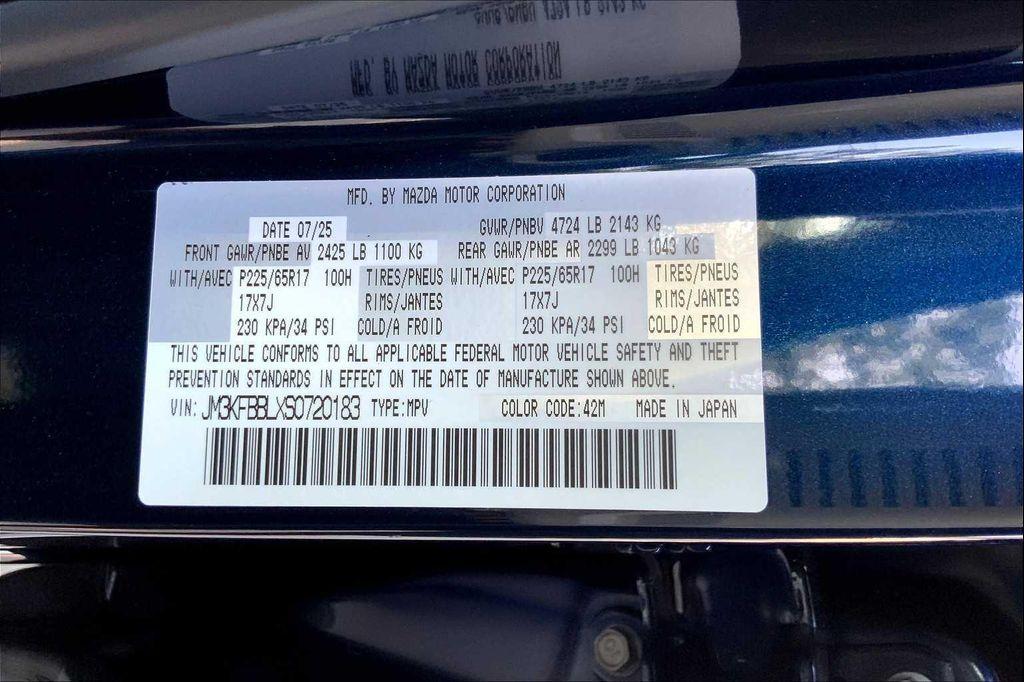 MFD. BY MAZDA MOTOR CORPORATION
DATE 07/25 GVWR/PNBV 4724 LB 2143 KG
FRONT GAWR/PNBE AV 2425 LB 1100 KG REAR GAWR/PNBE AR 2299 LB 1043 KG
WITH/AVEC P225/65R17 100H TIRES/PNEUS WITH/AVEC P225/65R17 100H TIRES/PNEUS
17X7J RIMS/JANTES 17X7J RIMS/JANTES
230 KPA/34 PSI COLD/A FROID 230 KPA/34 PSI COLD/A FROID
THIS VEHICLE CONFORMS TO ALL APPLICABLE FEDERAL MOTOR VEHICLE SAFETY AND THEFT
PREVENTION STANDARDS IN EFFECT ON THE DATE OF MANUFACTURE SHOWN ABOVE.
VIN: JM3KFBBLXS0720183 TYPE:MPV COLOR CODE:42M MADE IN JAPAN